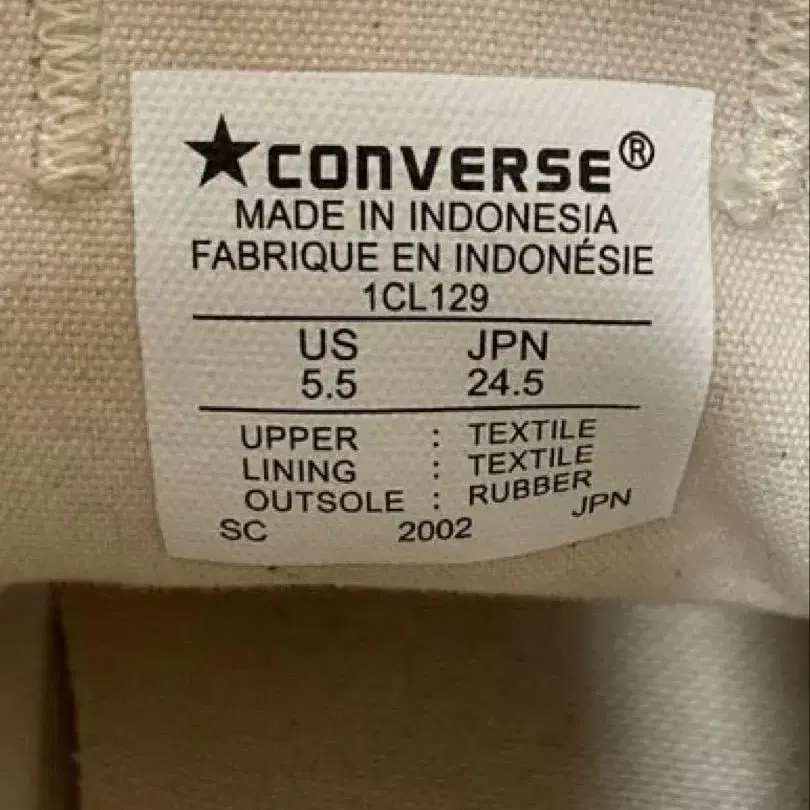 ★CONVERSE®
MADE IN INDONESIA
FABRIQUE EN INDONÉSIE
1CL129
US JPN
5.5 24.5
UPPER : TEXTILE
LINING : TEXTILE
OUTSOLE : RUBBER
SC 2002 JPN